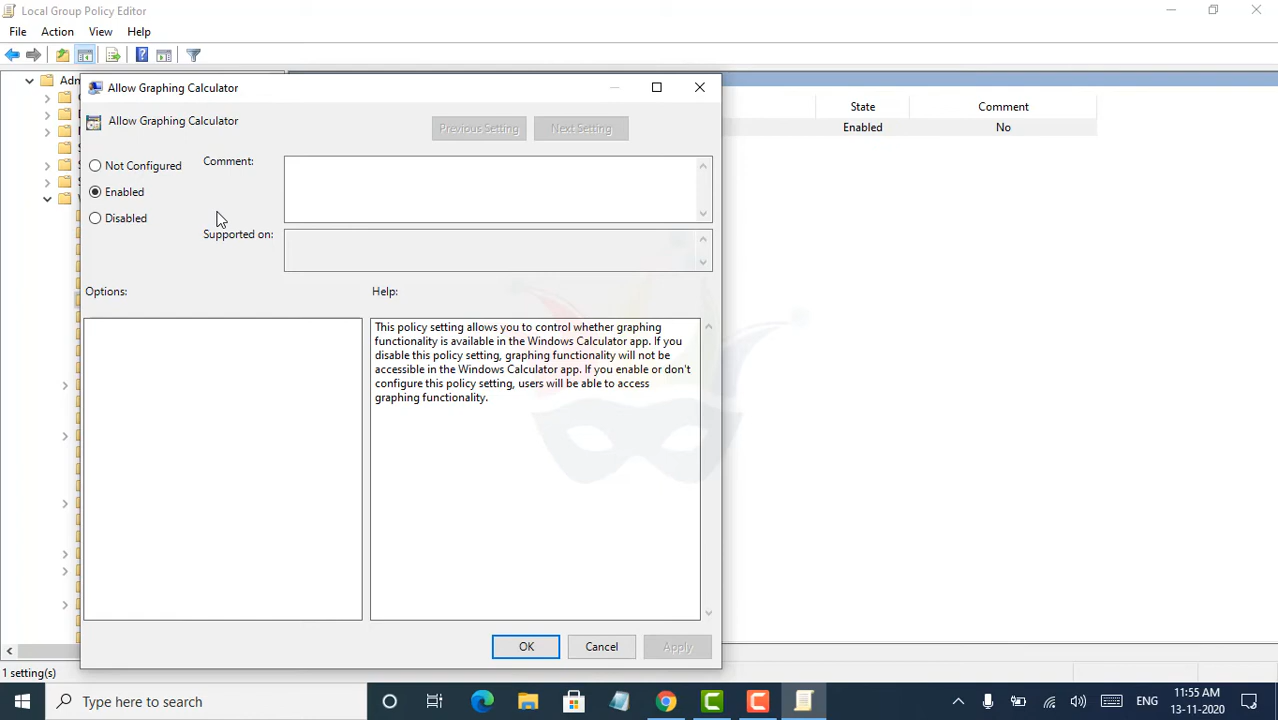 Local Group Policy Editor
File Action View Help
Adm
Allow Graphing Calculator
State Comment
Enabled No
Allow Graphing Calculator
Previous Setting Next Setting
Not Configured
Enabled
Disabled
Comment:
Supported on:
Options:
Help:
This policy setting allows you to control whether graphing
functionality is available in the Windows Calculator app. If you
disable this policy setting, graphing functionality will not be
accessible in the Windows Calculator app. If you enable or don't
configure this policy setting, users will be able to access
graphing functionality.
OK Cancel Apply
1 setting(s)
Type here to search
ENG
11:55 AM
13-11-2020